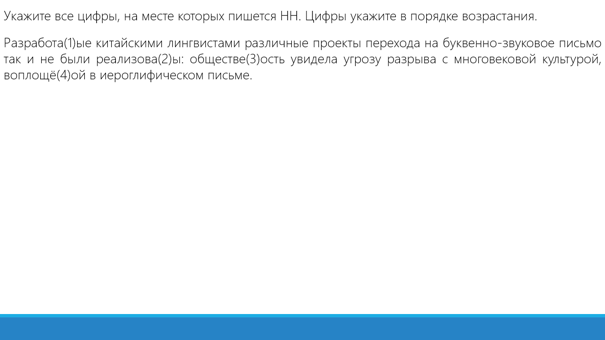 Укажите все цифры, на месте которых пишется НН. Цифры укажите в порядке возрастания.
Разработа(1)ые китайскими лингвистами различные проекты перехода на буквенно-звуковое письмо
так и не были реализова(2)ы: обществе(3)ость увидела угрозу разрыва с многовековой культурой,
воплощё(4)ой в иероглифическом письме.